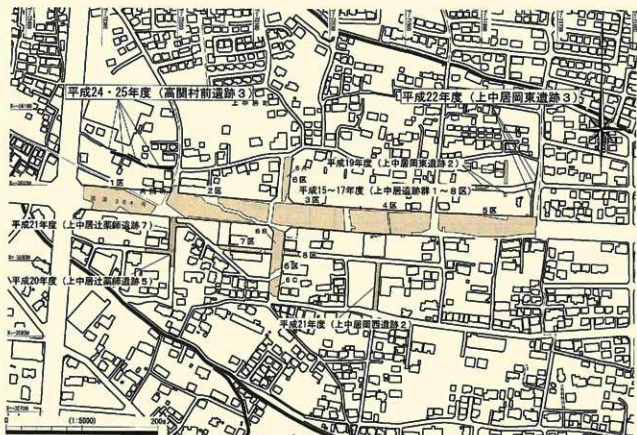 平成24・25年度（高関村前遺跡3）
平成22年度（上中居岡東遺跡3）
平成19年度（上中居岡東遺跡2）
平成15～17年度（上中居遺跡群1～8区）
1区
2区
6区
3区
4区
5区
平成21年度（上中居辻薬師遺跡7）
7区
8区
6区
平成20年度（上中居辻薬師遺跡5）
平成21年度（上中居岡西遺跡2）
0
(1:5000)
200m